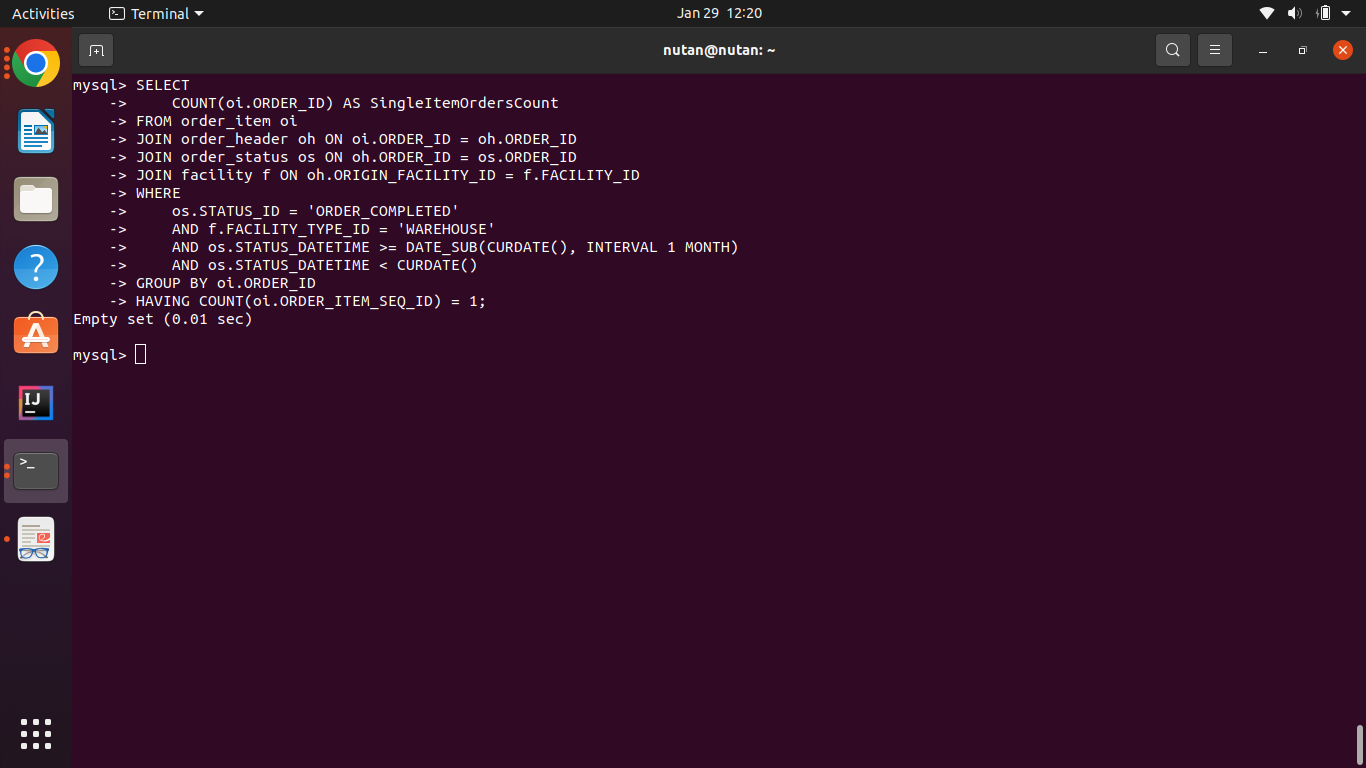 Activities
Terminal
Jan 29 12:20
nutan@nutan: ~
mysql> SELECT
    ->     COUNT(oi.ORDER_ID) AS SingleItemOrdersCount
    -> FROM order_item oi
    -> JOIN order_header oh ON oi.ORDER_ID = oh.ORDER_ID
    -> JOIN order_status os ON oh.ORDER_ID = os.ORDER_ID
    -> JOIN facility f ON oh.ORIGIN_FACILITY_ID = f.FACILITY_ID
    -> WHERE
    ->     os.STATUS_ID = 'ORDER_COMPLETED'
    ->     AND f.FACILITY_TYPE_ID = 'WAREHOUSE'
    ->     AND os.STATUS_DATETIME >= DATE_SUB(CURDATE(), INTERVAL 1 MONTH)
    ->     AND os.STATUS_DATETIME < CURDATE()
    -> GROUP BY oi.ORDER_ID
    -> HAVING COUNT(oi.ORDER_ITEM_SEQ_ID) = 1;
Empty set (0.01 sec)
mysql>
?
A
IJ
>_